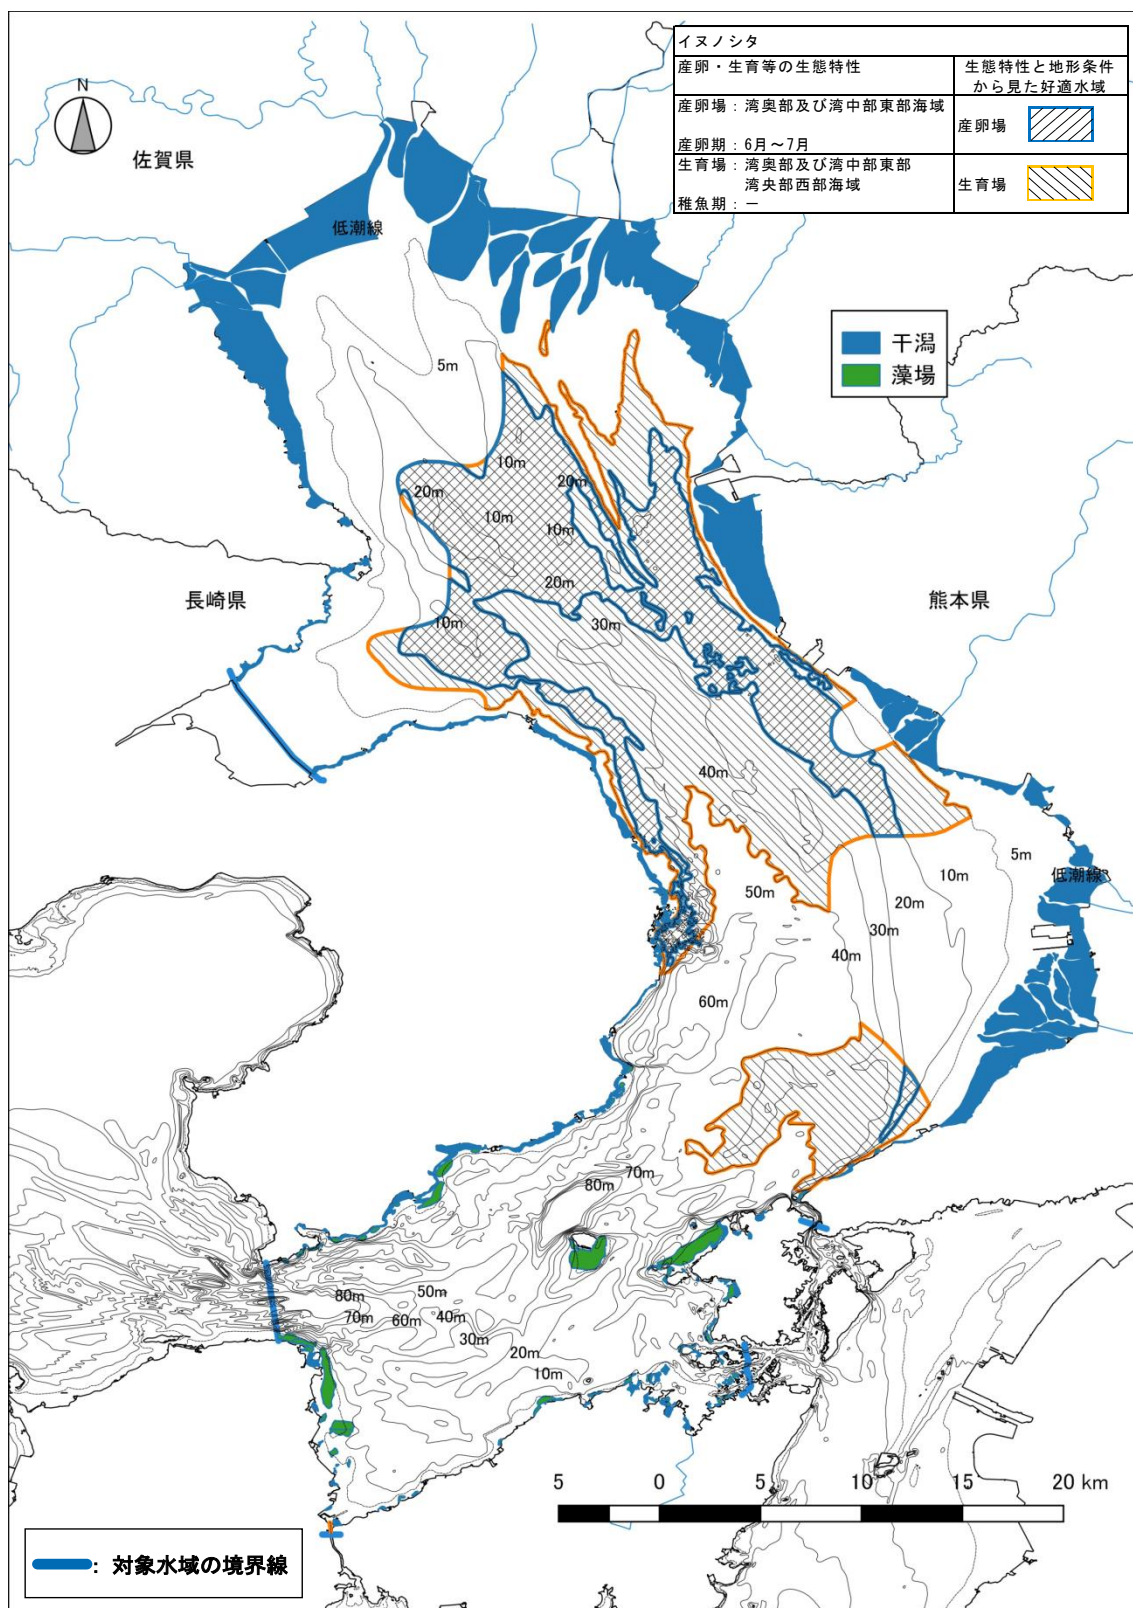 イヌノシタ
産卵・生育等の生態特性
生態特性と地形条件
から見た好適水域
産卵場：湾奥部及び湾中部東部海域
産卵期：6月～7月
産卵場
生育場：湾奥部及び湾中部東部
湾央部西部海域
稚魚期：－
生育場
N
佐賀県
低潮線
干潟
藻場
5m
10m
20m
20m
10m
10m
20m
長崎県
熊本県
10m
30m
40m
5m
10m
低潮線
50m
20m
30m
40m
60m
70m
80m
80m
50m
70m
60m
40m
30m
20m
10m
5 0 5 10 15 20 km
: 対象水域の境界線